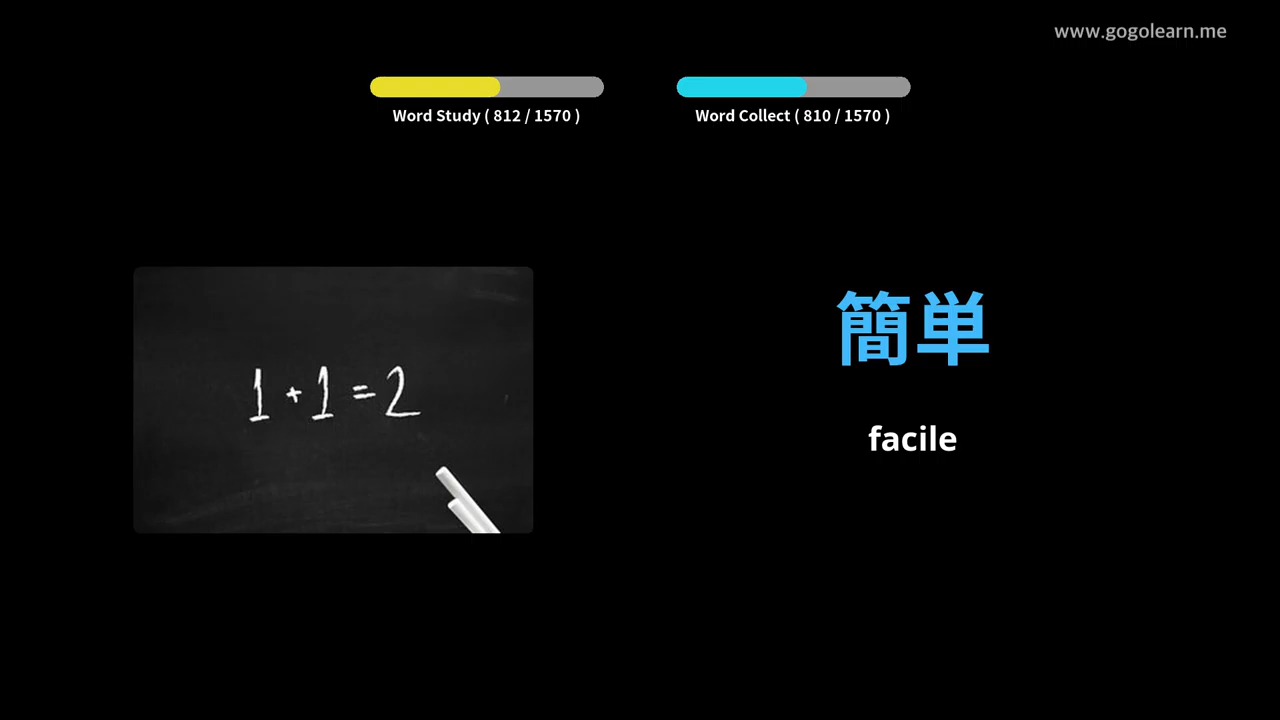 www.gogolearn.me
Word Study ( 812 / 1570 )
Word Collect ( 810 / 1570 )
1 + 1 = 2
簡単
facile